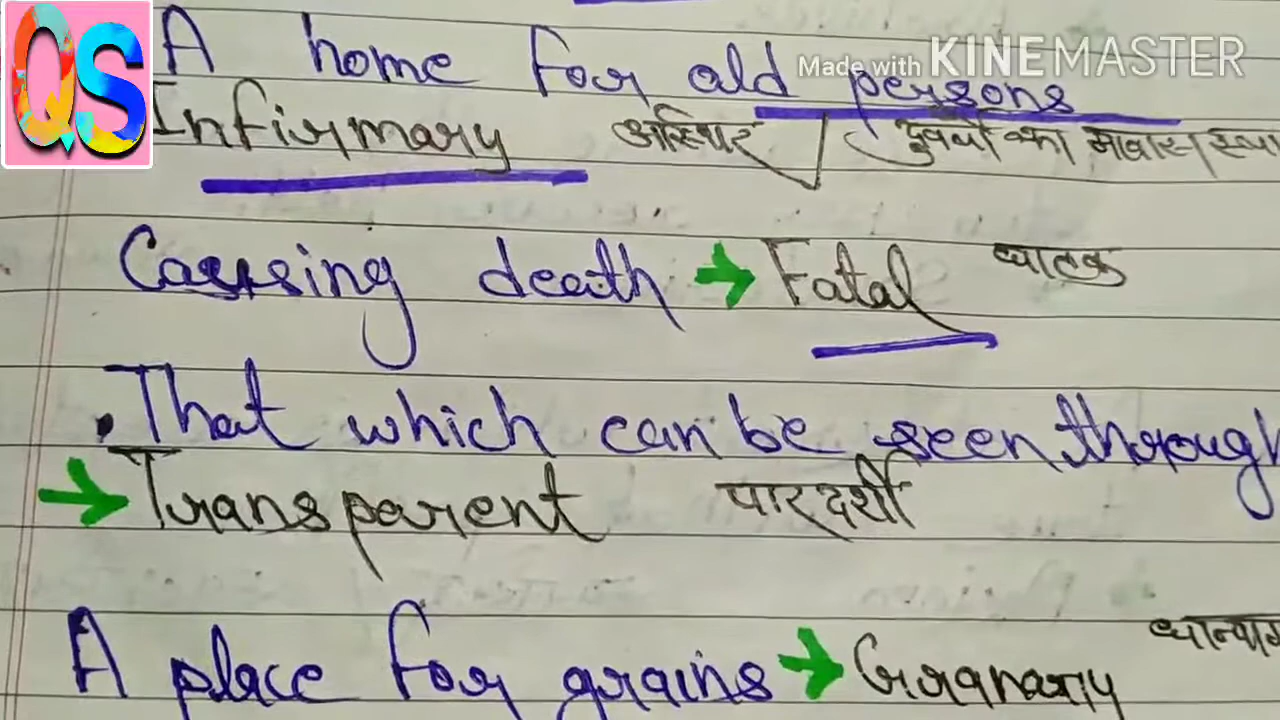 QS
Made with KINEMASTER
A home for old persons
Infirmary अस्थिर
Causing death → Fatal घातक
. That which can be seen through
→ Transparent पारदर्शी
A place for grains → Granary